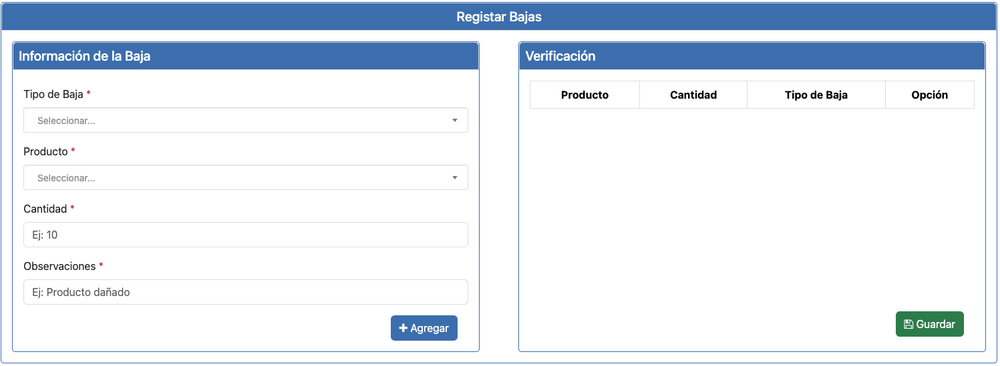 Registar Bajas
Información de la Baja
Tipo de Baja *
Seleccionar...
Producto *
Seleccionar...
Cantidad *
Ej: 10
Observaciones *
Ej: Producto dañado
Agregar
Verificación
Producto Cantidad Tipo de Baja Opción
Guardar